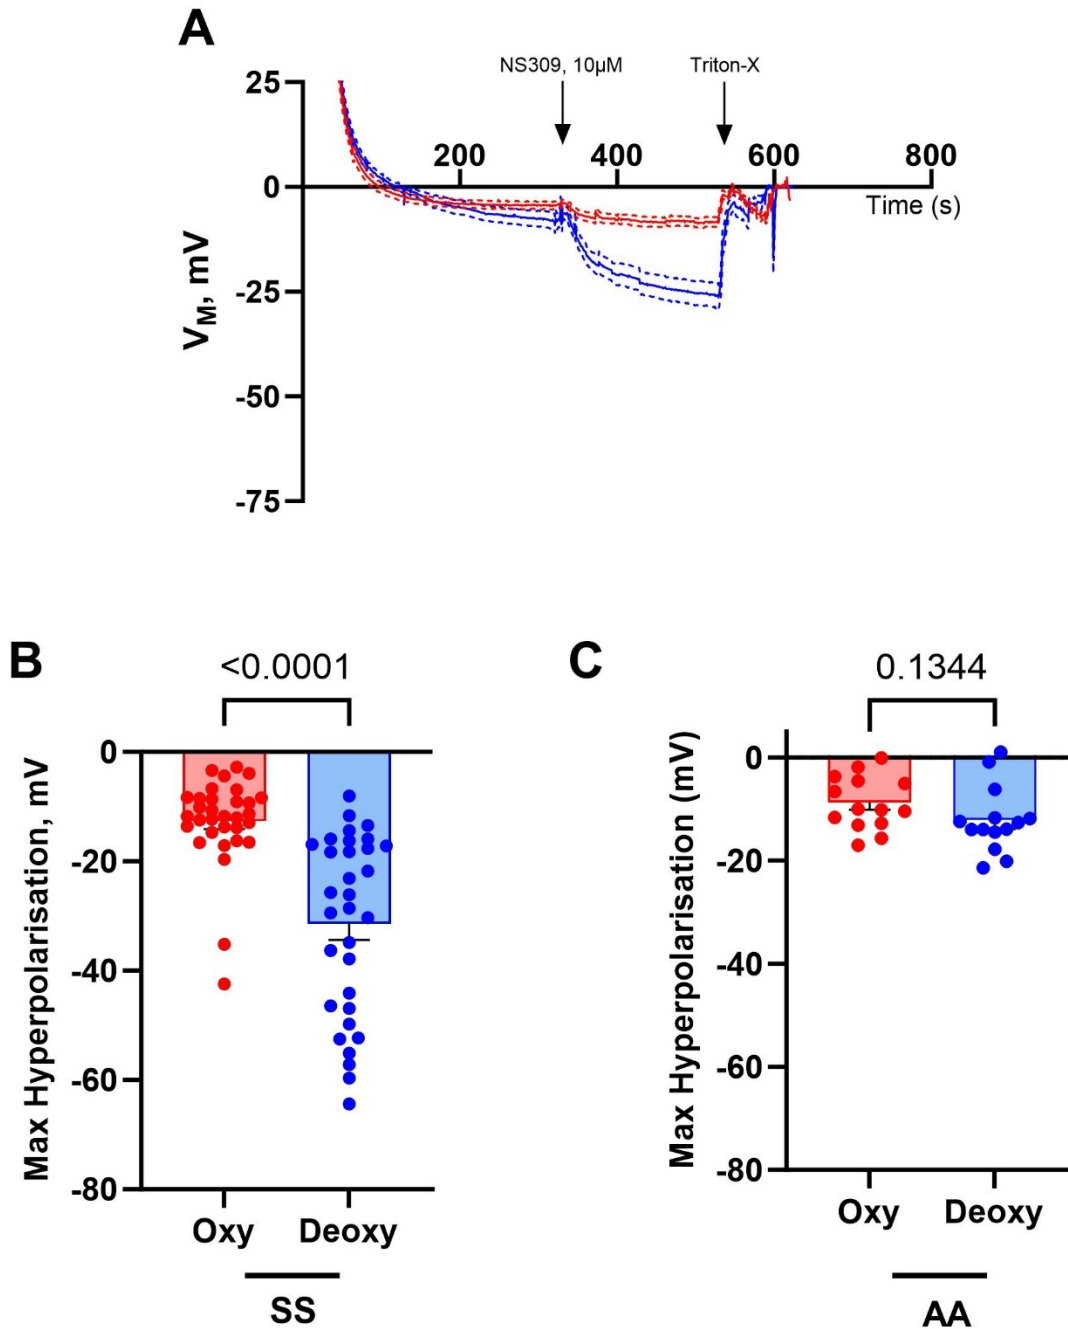 A
NS309, 10µM
Triton-X
25
200
400
600
800
0
Time (s)
-25
-50
-75
V_M, mV
B
<0.0001
0
-20
-40
-60
-80
Max Hyperpolarisation, mV
Oxy
Deoxy
SS
C
0.1344
0
-20
-40
-60
-80
Max Hyperpolarisation (mV)
Oxy
Deoxy
AA